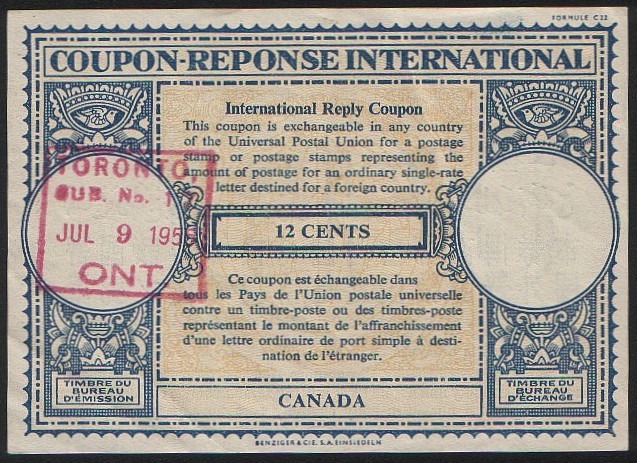 FORMULE C22
COUPON-REPONSE INTERNATIONAL
International Reply Coupon
This coupon is exchangeable in any country
of the Universal Postal Union for a postage
stamp or postage stamps representing the
amount of postage for an ordinary single-rate
letter destined for a foreign country.
TORONTO,
SUB. No. 1
JUL 9 195
ONT
12 CENTS
Ce coupon est échangeable dans
tous les Pays de l'Union postale universelle
contre un timbre-poste ou des timbres-poste
représentant le montant de l'affranchissement
d'une lettre ordinaire de port simple à desti-
nation de l'étranger.
TIMBRE DU
BUREAU
D'ÉMISSION
CANADA
TIMBRE DU
BUREAU
D'ÉCHANGE
BENZIGER & CIE. S.A. EINSIEDELN